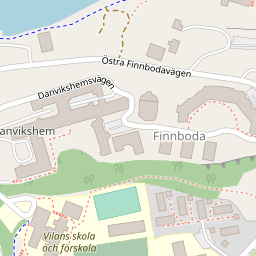 Östra Finnbodavägen
Danvikshemsvägen
anvikshem
Finnboda
Vilans skola
och förskola